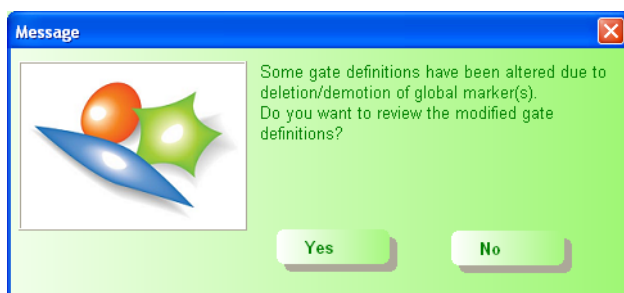 Message
Some gate definitions have been altered due to
deletion/demotion of global marker(s).
Do you want to review the modified gate
definitions?
Yes
No